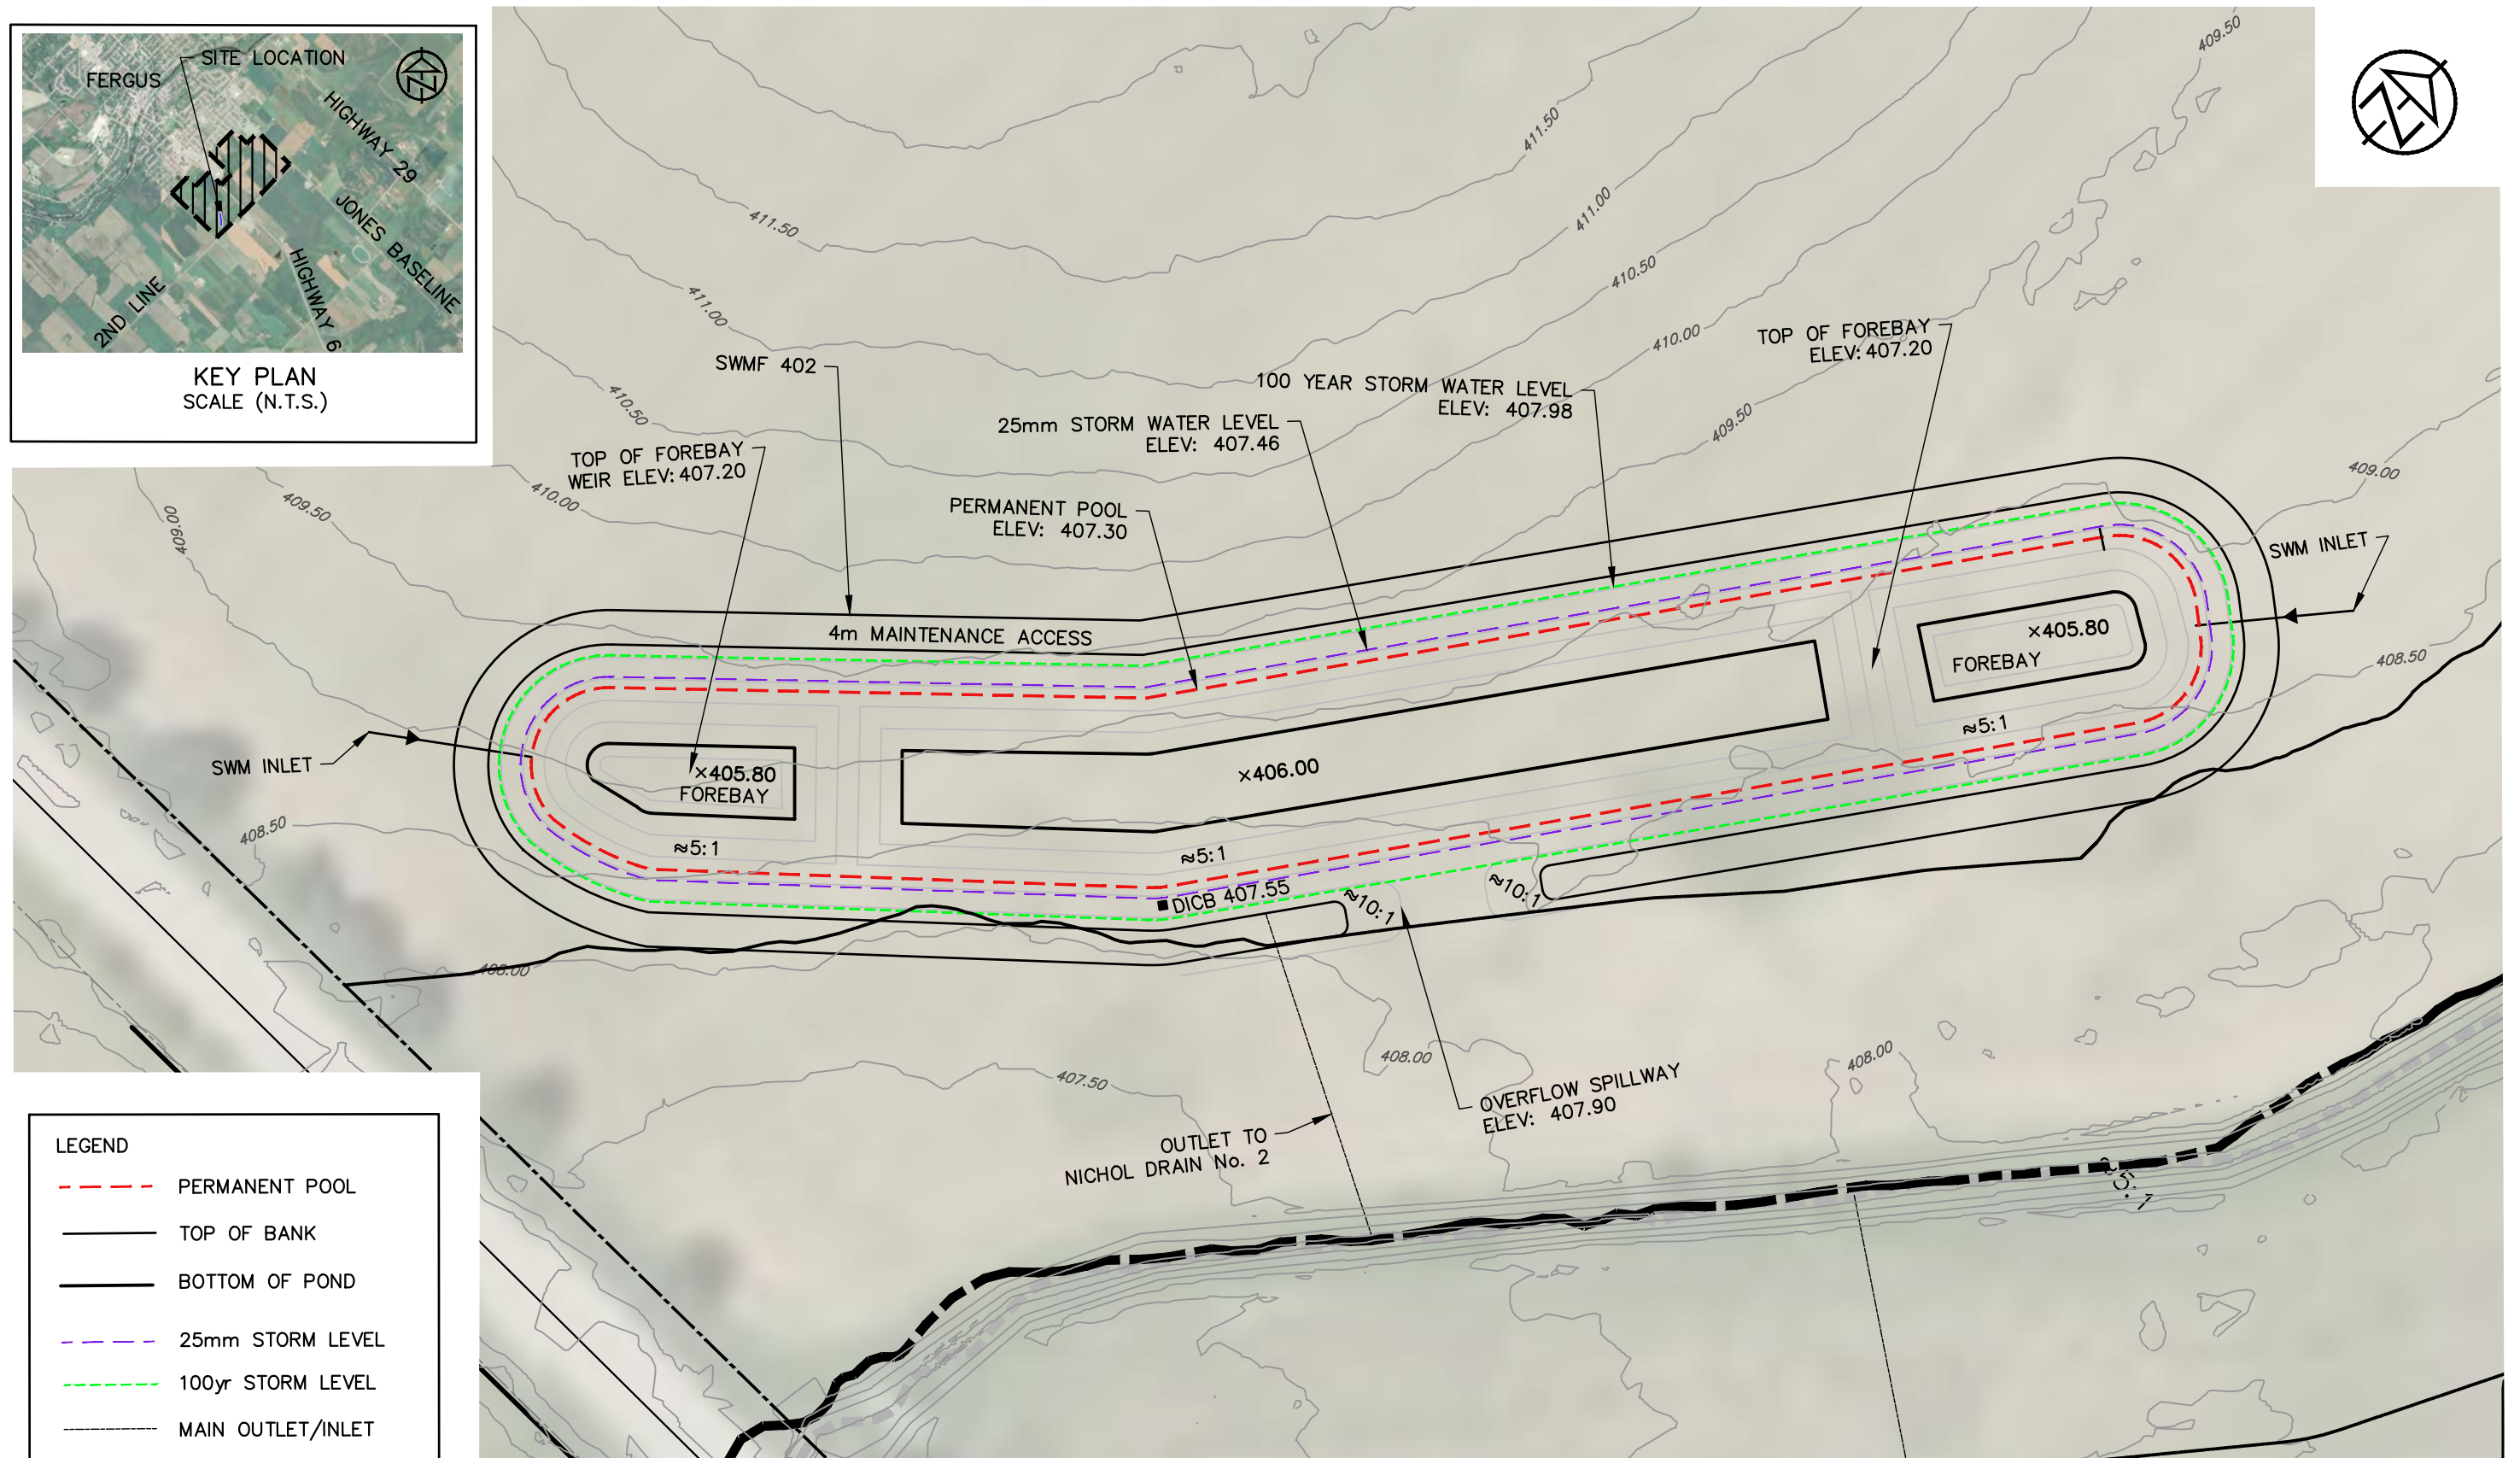 SITE LOCATION
FERGUS
N
HIGHWAY 29
JONES BASELINE
HIGHWAY 6
2ND LINE
KEY PLAN
SCALE (N.T.S.)
N
409.50
411.50
411.50
411.00
410.50
411.00
410.00
409.50
410.50
410.00
409.50
409.00
409.00
408.50
408.50
408.00
408.00
408.00
407.50
SWMF 402
TOP OF FOREBAY
ELEV: 407.20
100 YEAR STORM WATER LEVEL
ELEV: 407.98
25mm STORM WATER LEVEL
ELEV: 407.46
TOP OF FOREBAY
WEIR ELEV: 407.20
PERMANENT POOL
ELEV: 407.30
SWM INLET
4m MAINTENANCE ACCESS
×405.80
FOREBAY
≈5:1
SWM INLET
×405.80
FOREBAY
×406.00
≈5:1
≈5:1
DICB 407.55
≈10:1
≈10:1
OVERFLOW SPILLWAY
ELEV: 407.90
OUTLET TO
NICHOL DRAIN No. 2
LEGEND
PERMANENT POOL
TOP OF BANK
BOTTOM OF POND
25mm STORM LEVEL
100yr STORM LEVEL
MAIN OUTLET/INLET